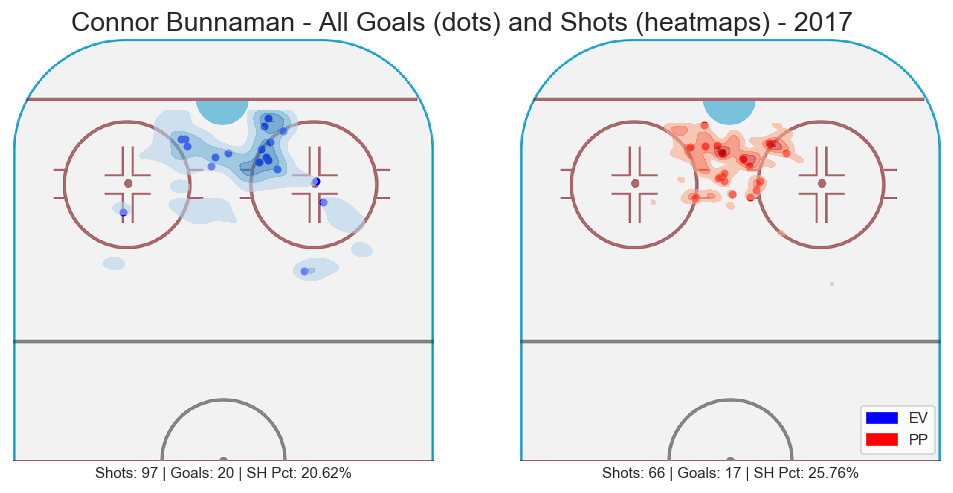 Connor Bunnaman - All Goals (dots) and Shots (heatmaps) - 2017
EV
PP
Shots: 97 | Goals: 20 | SH Pct: 20.62%
Shots: 66 | Goals: 17 | SH Pct: 25.76%